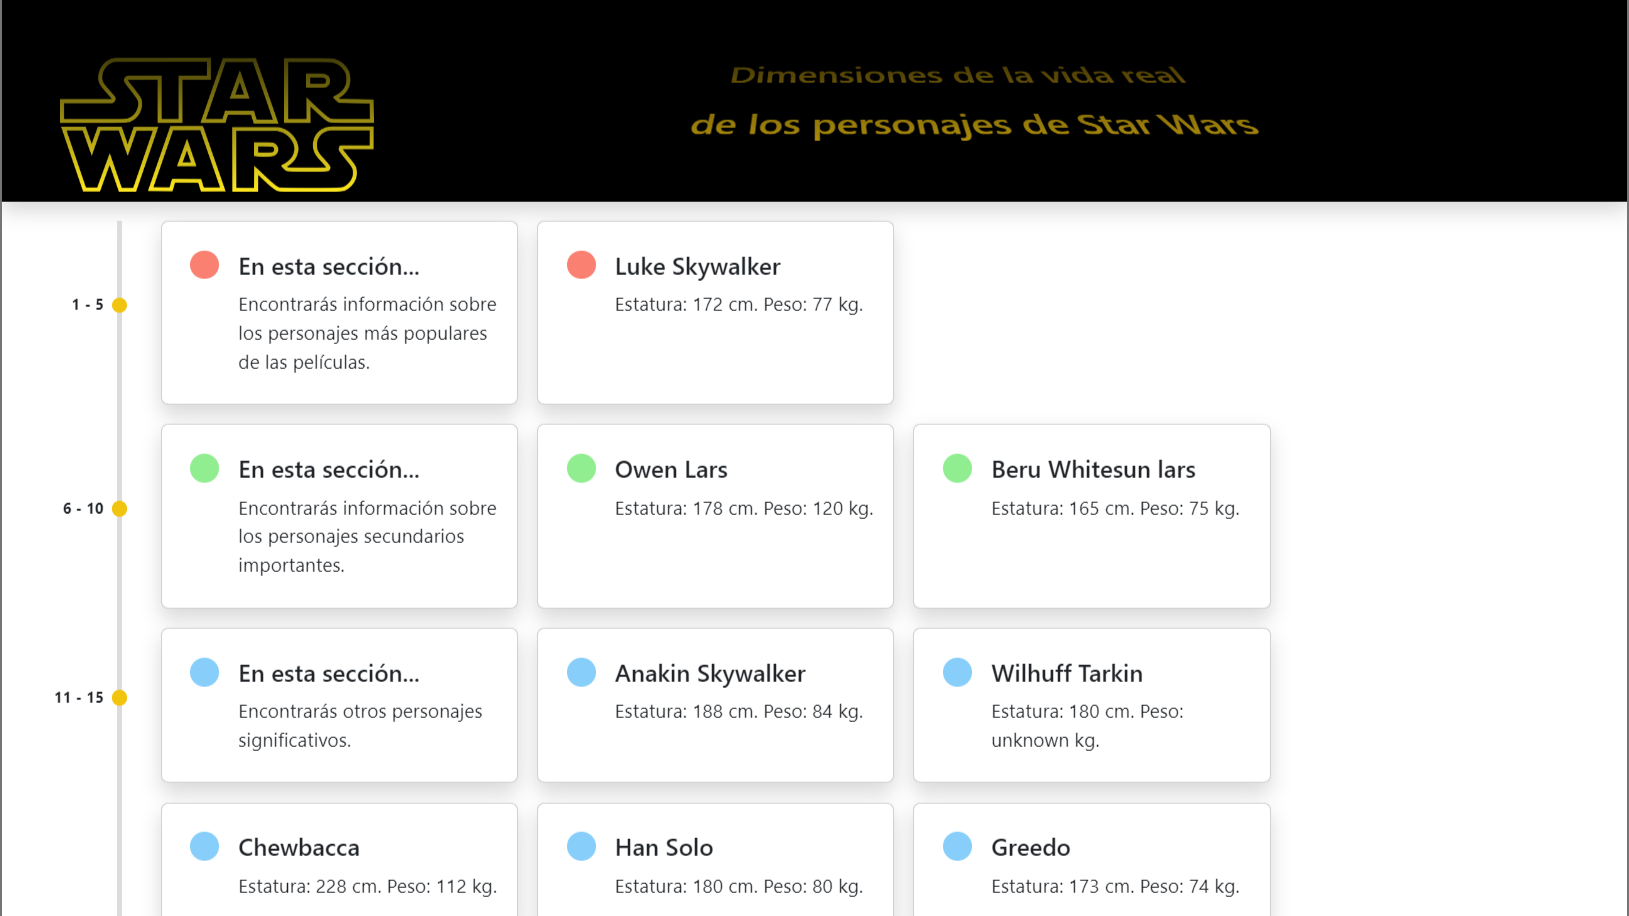 STAR
WARS
Dimensiones de la vida real
de los personajes de Star Wars
1 - 5
En esta sección...
Encontrarás información sobre
los personajes más populares
de las películas.
Luke Skywalker
Estatura: 172 cm. Peso: 77 kg.
6 - 10
En esta sección...
Encontrarás información sobre
los personajes secundarios
importantes.
Owen Lars
Estatura: 178 cm. Peso: 120 kg.
Beru Whitesun lars
Estatura: 165 cm. Peso: 75 kg.
11 - 15
En esta sección...
Encontrarás otros personajes
significativos.
Anakin Skywalker
Estatura: 188 cm. Peso: 84 kg.
Wilhuff Tarkin
Estatura: 180 cm. Peso:
unknown kg.
Chewbacca
Estatura: 228 cm. Peso: 112 kg.
Han Solo
Estatura: 180 cm. Peso: 80 kg.
Greedo
Estatura: 173 cm. Peso: 74 kg.